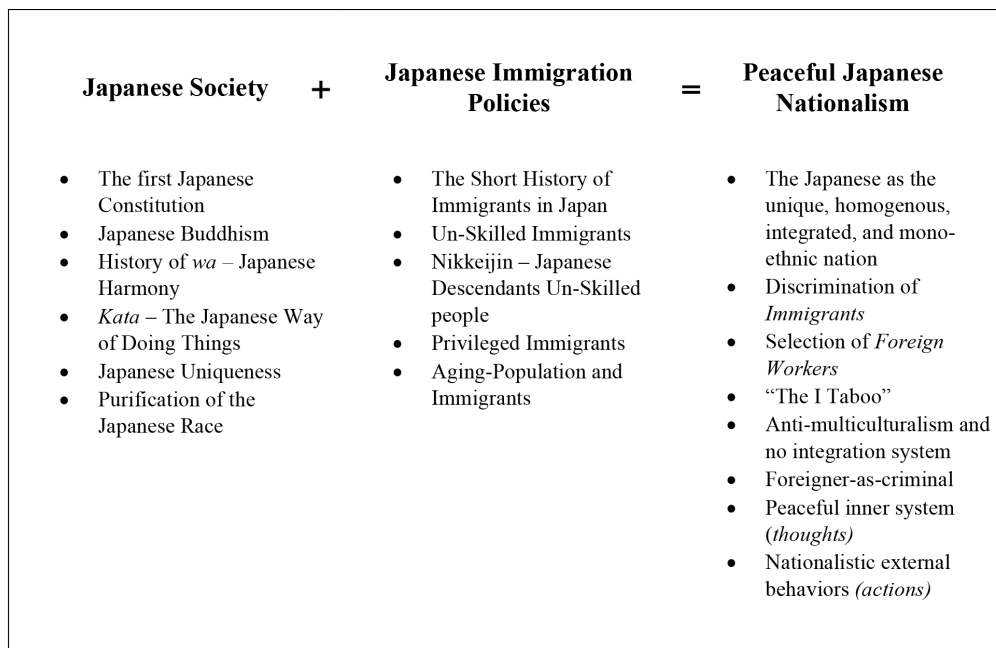 Japanese Society + Japanese Immigration Policies = Peaceful Japanese Nationalism
• The first Japanese
Constitution
• Japanese Buddhism
• History of wa – Japanese
Harmony
• Kata – The Japanese Way
of Doing Things
• Japanese Uniqueness
• Purification of the
Japanese Race
• The Short History of
Immigrants in Japan
• Un-Skilled Immigrants
• Nikkeijin – Japanese
Descendants Un-Skilled
people
• Privileged Immigrants
• Aging-Population and
Immigrants
• The Japanese as the
unique, homogenous,
integrated, and mono-
ethnic nation
• Discrimination of
Immigrants
• Selection of Foreign
Workers
• “The I Taboo”
• Anti-multiculturalism and
no integration system
• Foreigner-as-criminal
• Peaceful inner system
(thoughts)
• Nationalistic external
behaviors (actions)